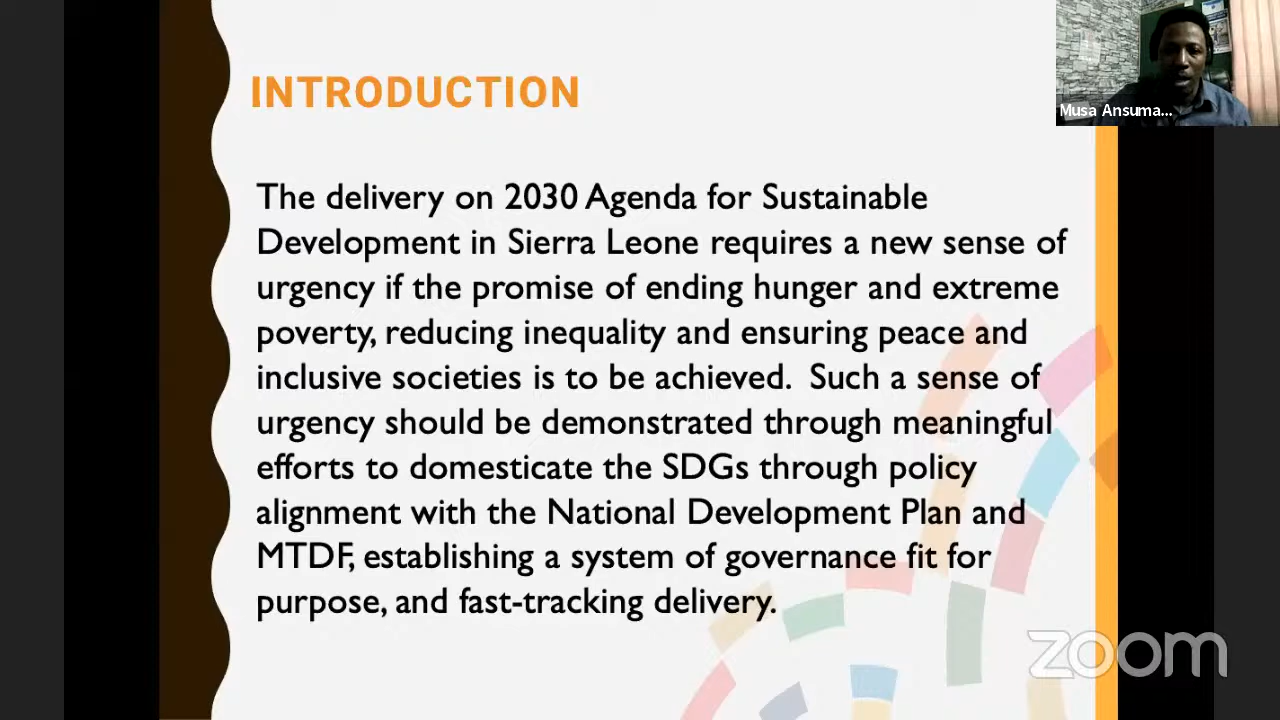 INTRODUCTION
Musa Ansuma...
The delivery on 2030 Agenda for Sustainable
Development in Sierra Leone requires a new sense of
urgency if the promise of ending hunger and extreme
poverty, reducing inequality and ensuring peace and
inclusive societies is to be achieved.  Such a sense of
urgency should be demonstrated through meaningful
efforts to domesticate the SDGs through policy
alignment with the National Development Plan and
MTDF, establishing a system of governance fit for
purpose, and fast-tracking delivery.
zoom